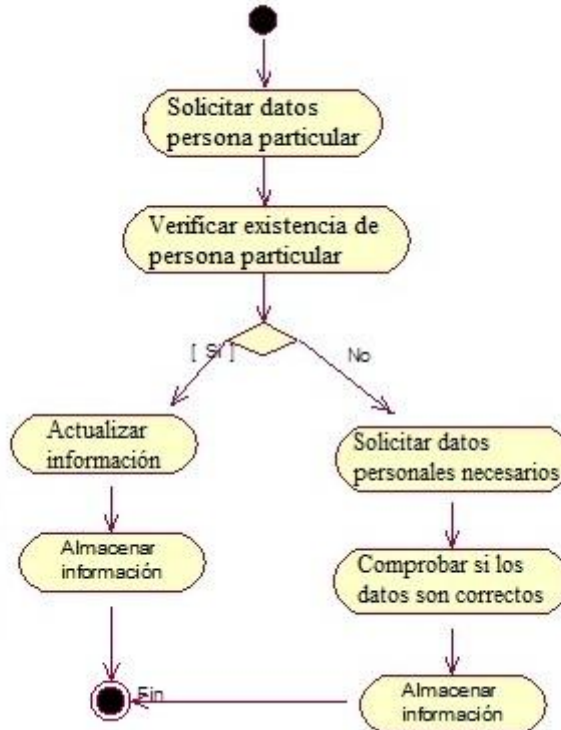 Solicitar datos
persona particular
Verificar existencia de
persona particular
[ Si ]
No
Actualizar
información
Almacenar
información
Solicitar datos
personales necesarios
Comprobar si los
datos son correctos
Almacenar
información
Fin